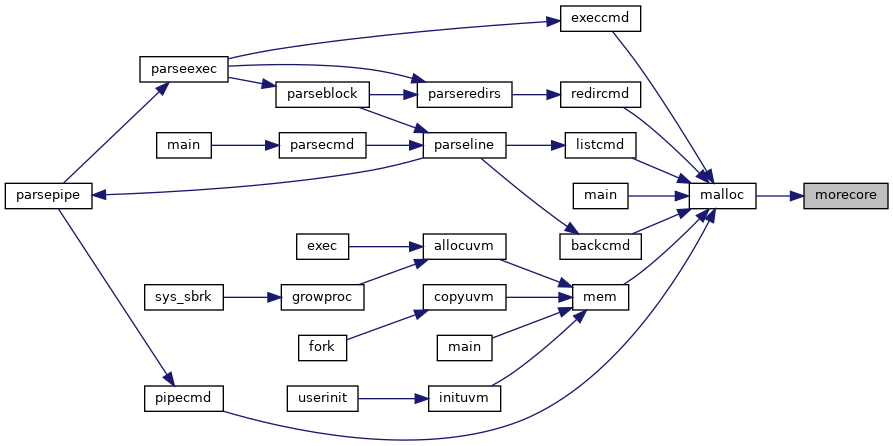 execcmd
parseexec
parseblock
parseredirs
redircmd
main
parsecmd
parseline
listcmd
parsepipe
main
malloc
morecore
exec
allocuvm
backcmd
sys_sbrk
growproc
copyuvm
mem
fork
main
pipecmd
userinit
inituvm